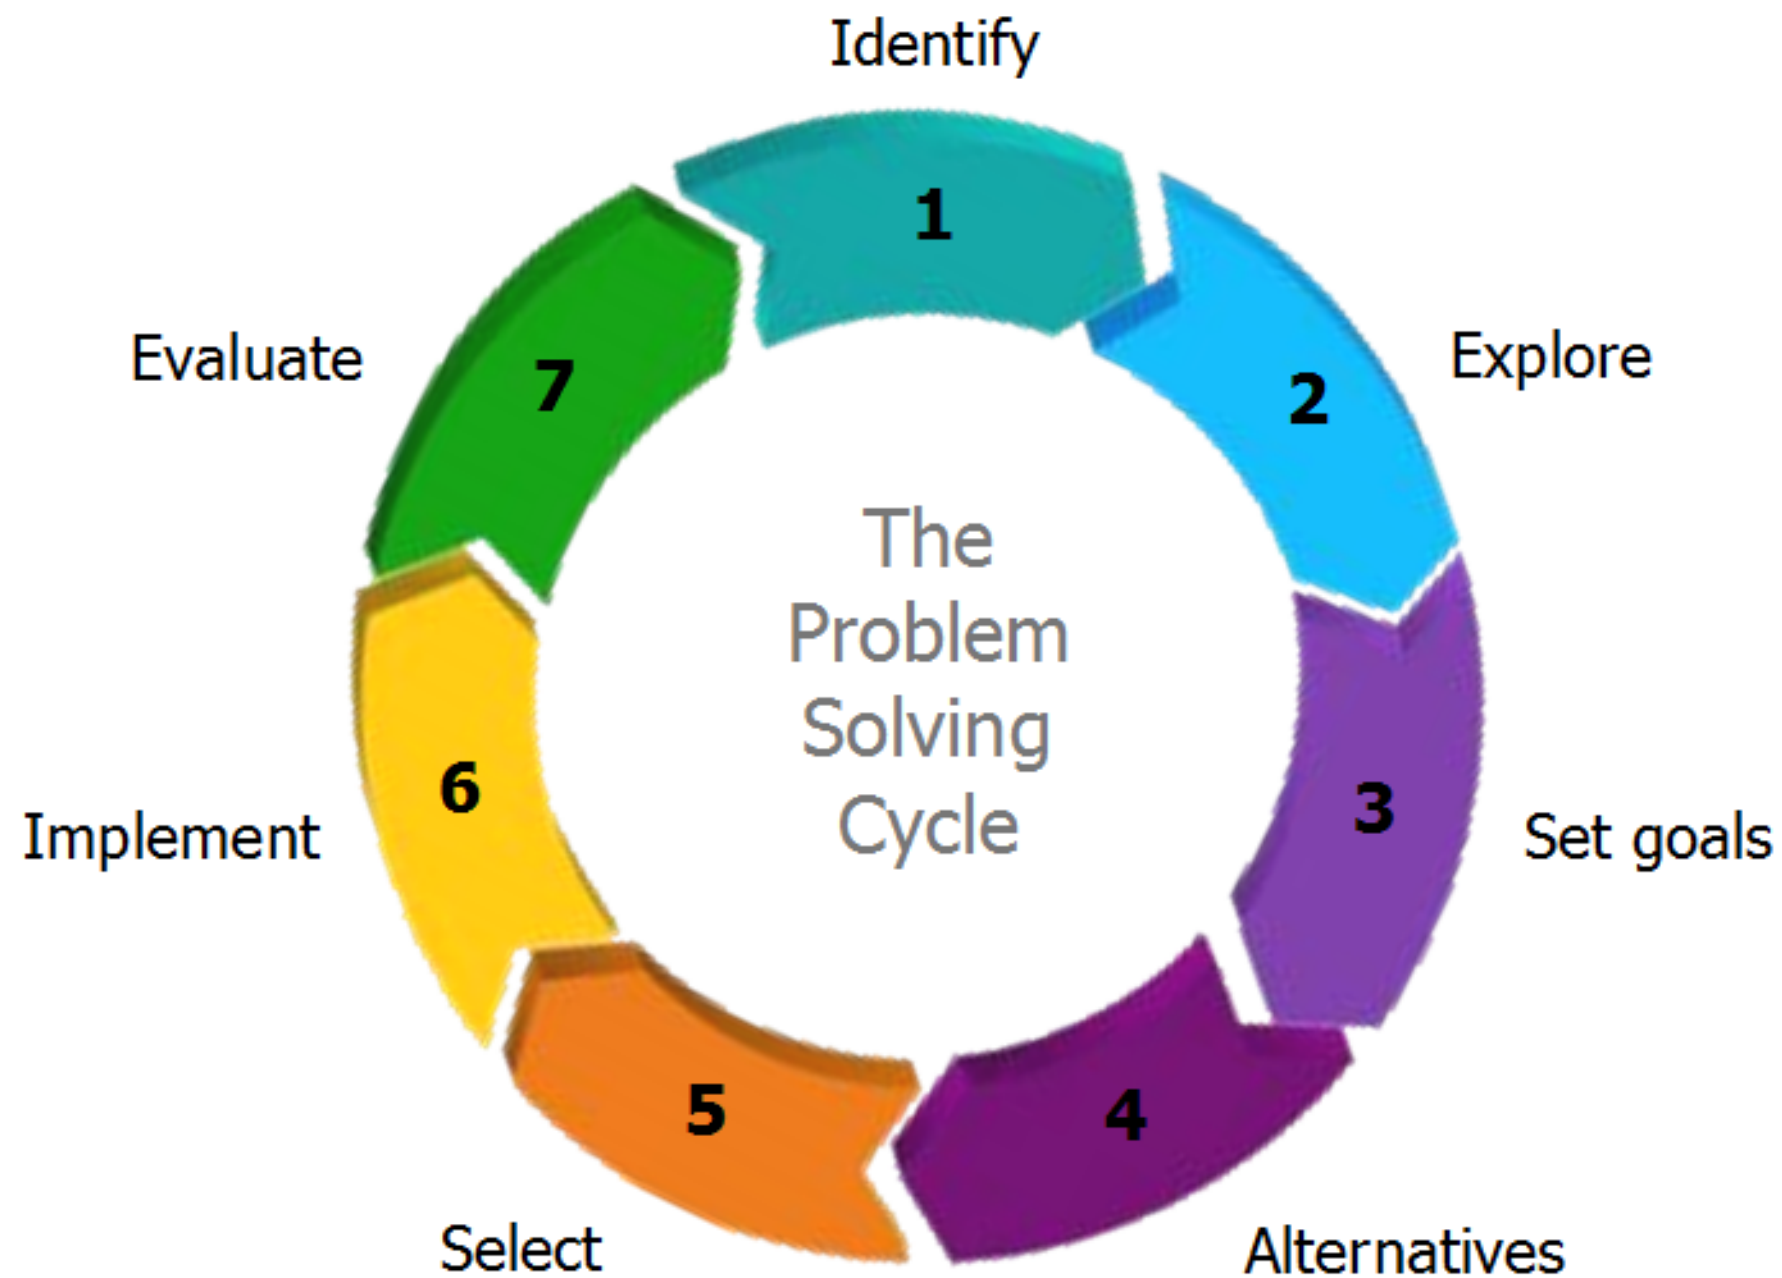 Identify
1
2
Explore
3
Set goals
4
Alternatives
5
Select
6
Implement
7
Evaluate
The
Problem
Solving
Cycle